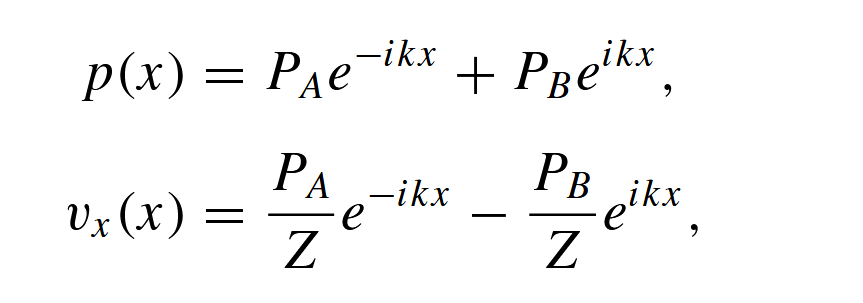 p(x) = P_A e^{-ikx} + P_B e^{ikx},
v_x(x) = \frac{P_A}{Z} e^{-ikx} - \frac{P_B}{Z} e^{ikx},